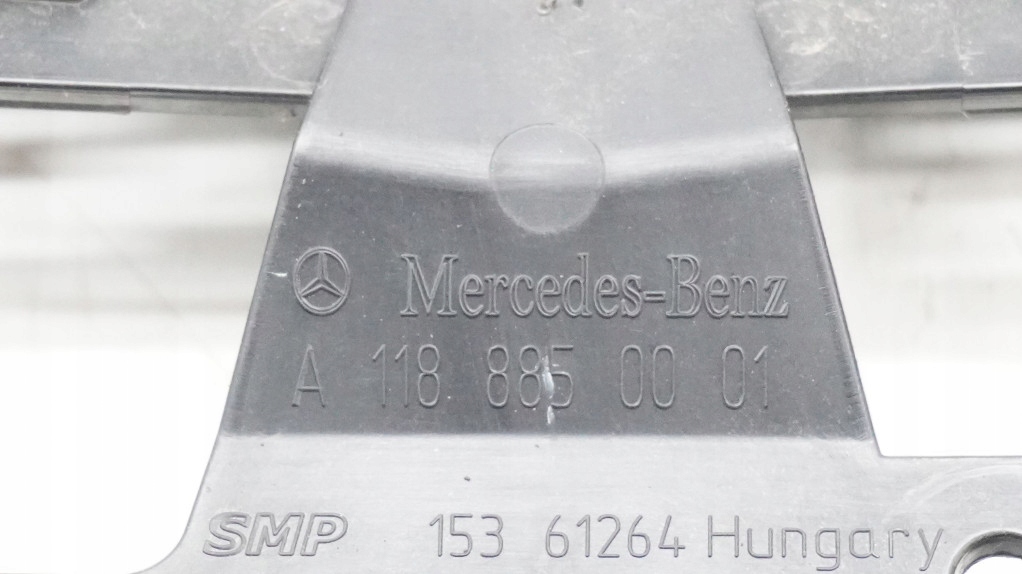 Mercedes-Benz
A 118 885 00 01
SMP 153 61264 Hungary